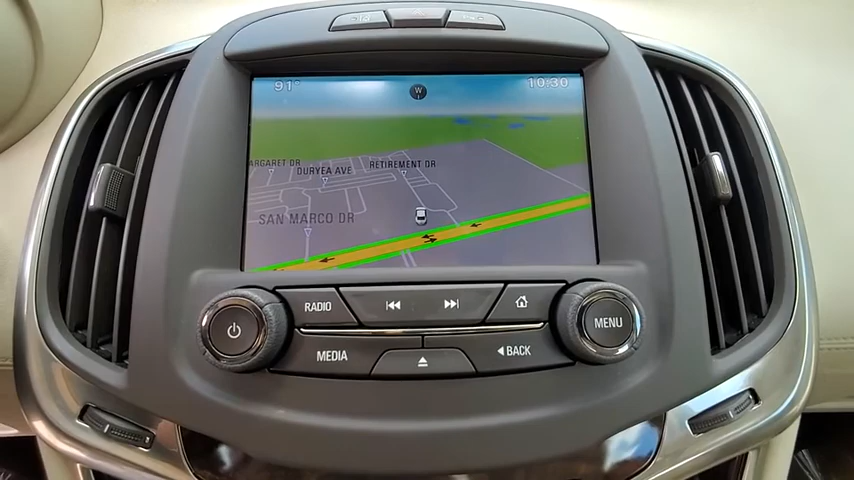 91°
W
10:30
ARGARET DR
DURYEA AVE
RETIREMENT DR
SAN MARCO DR
RADIO
MENU
MEDIA
BACK